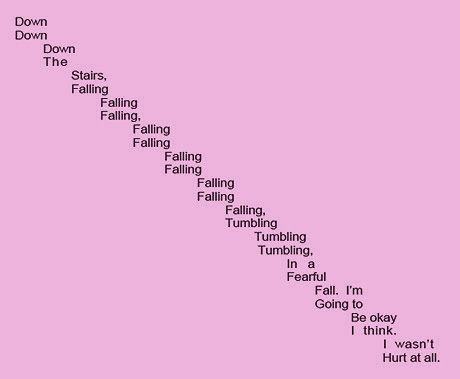 Down
Down
Down
The
Stairs,
Falling
Falling
Falling,
Falling
Falling
Falling
Falling
Falling
Falling
Falling,
Tumbling
Tumbling
Tumbling,
In a
Fearful
Fall. I'm
Going to
Be okay
I think.
I wasn't
Hurt at all.